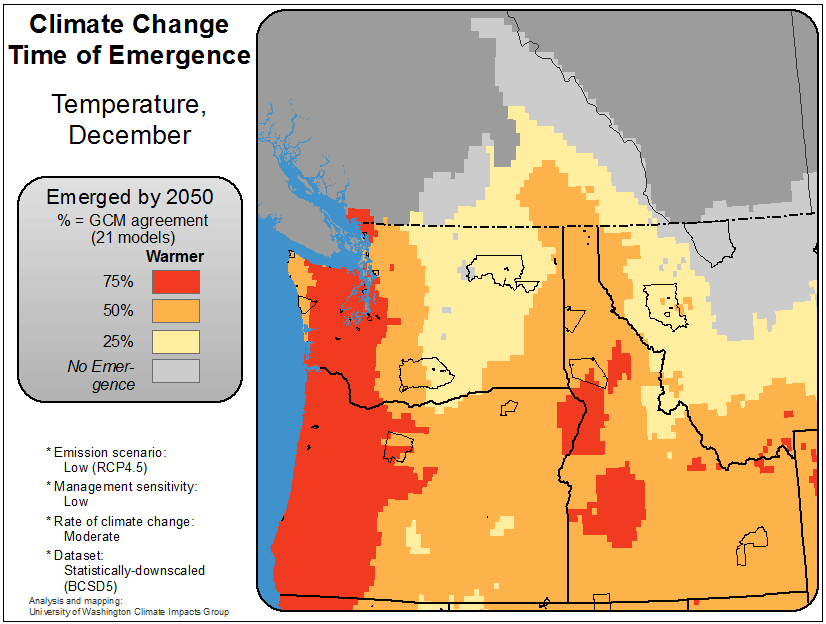 Climate Change
Time of Emergence
Temperature,
December
Emerged by 2050
% = GCM agreement
(21 models)
Warmer
75%
50%
25%
No Emer-
gence
* Emission scenario:
Low (RCP4.5)
* Management sensitivity:
Low
* Rate of climate change:
Moderate
* Dataset:
Statistically-downscaled
(BCSD5)
Analysis and mapping:
University of Washington Climate Impacts Group